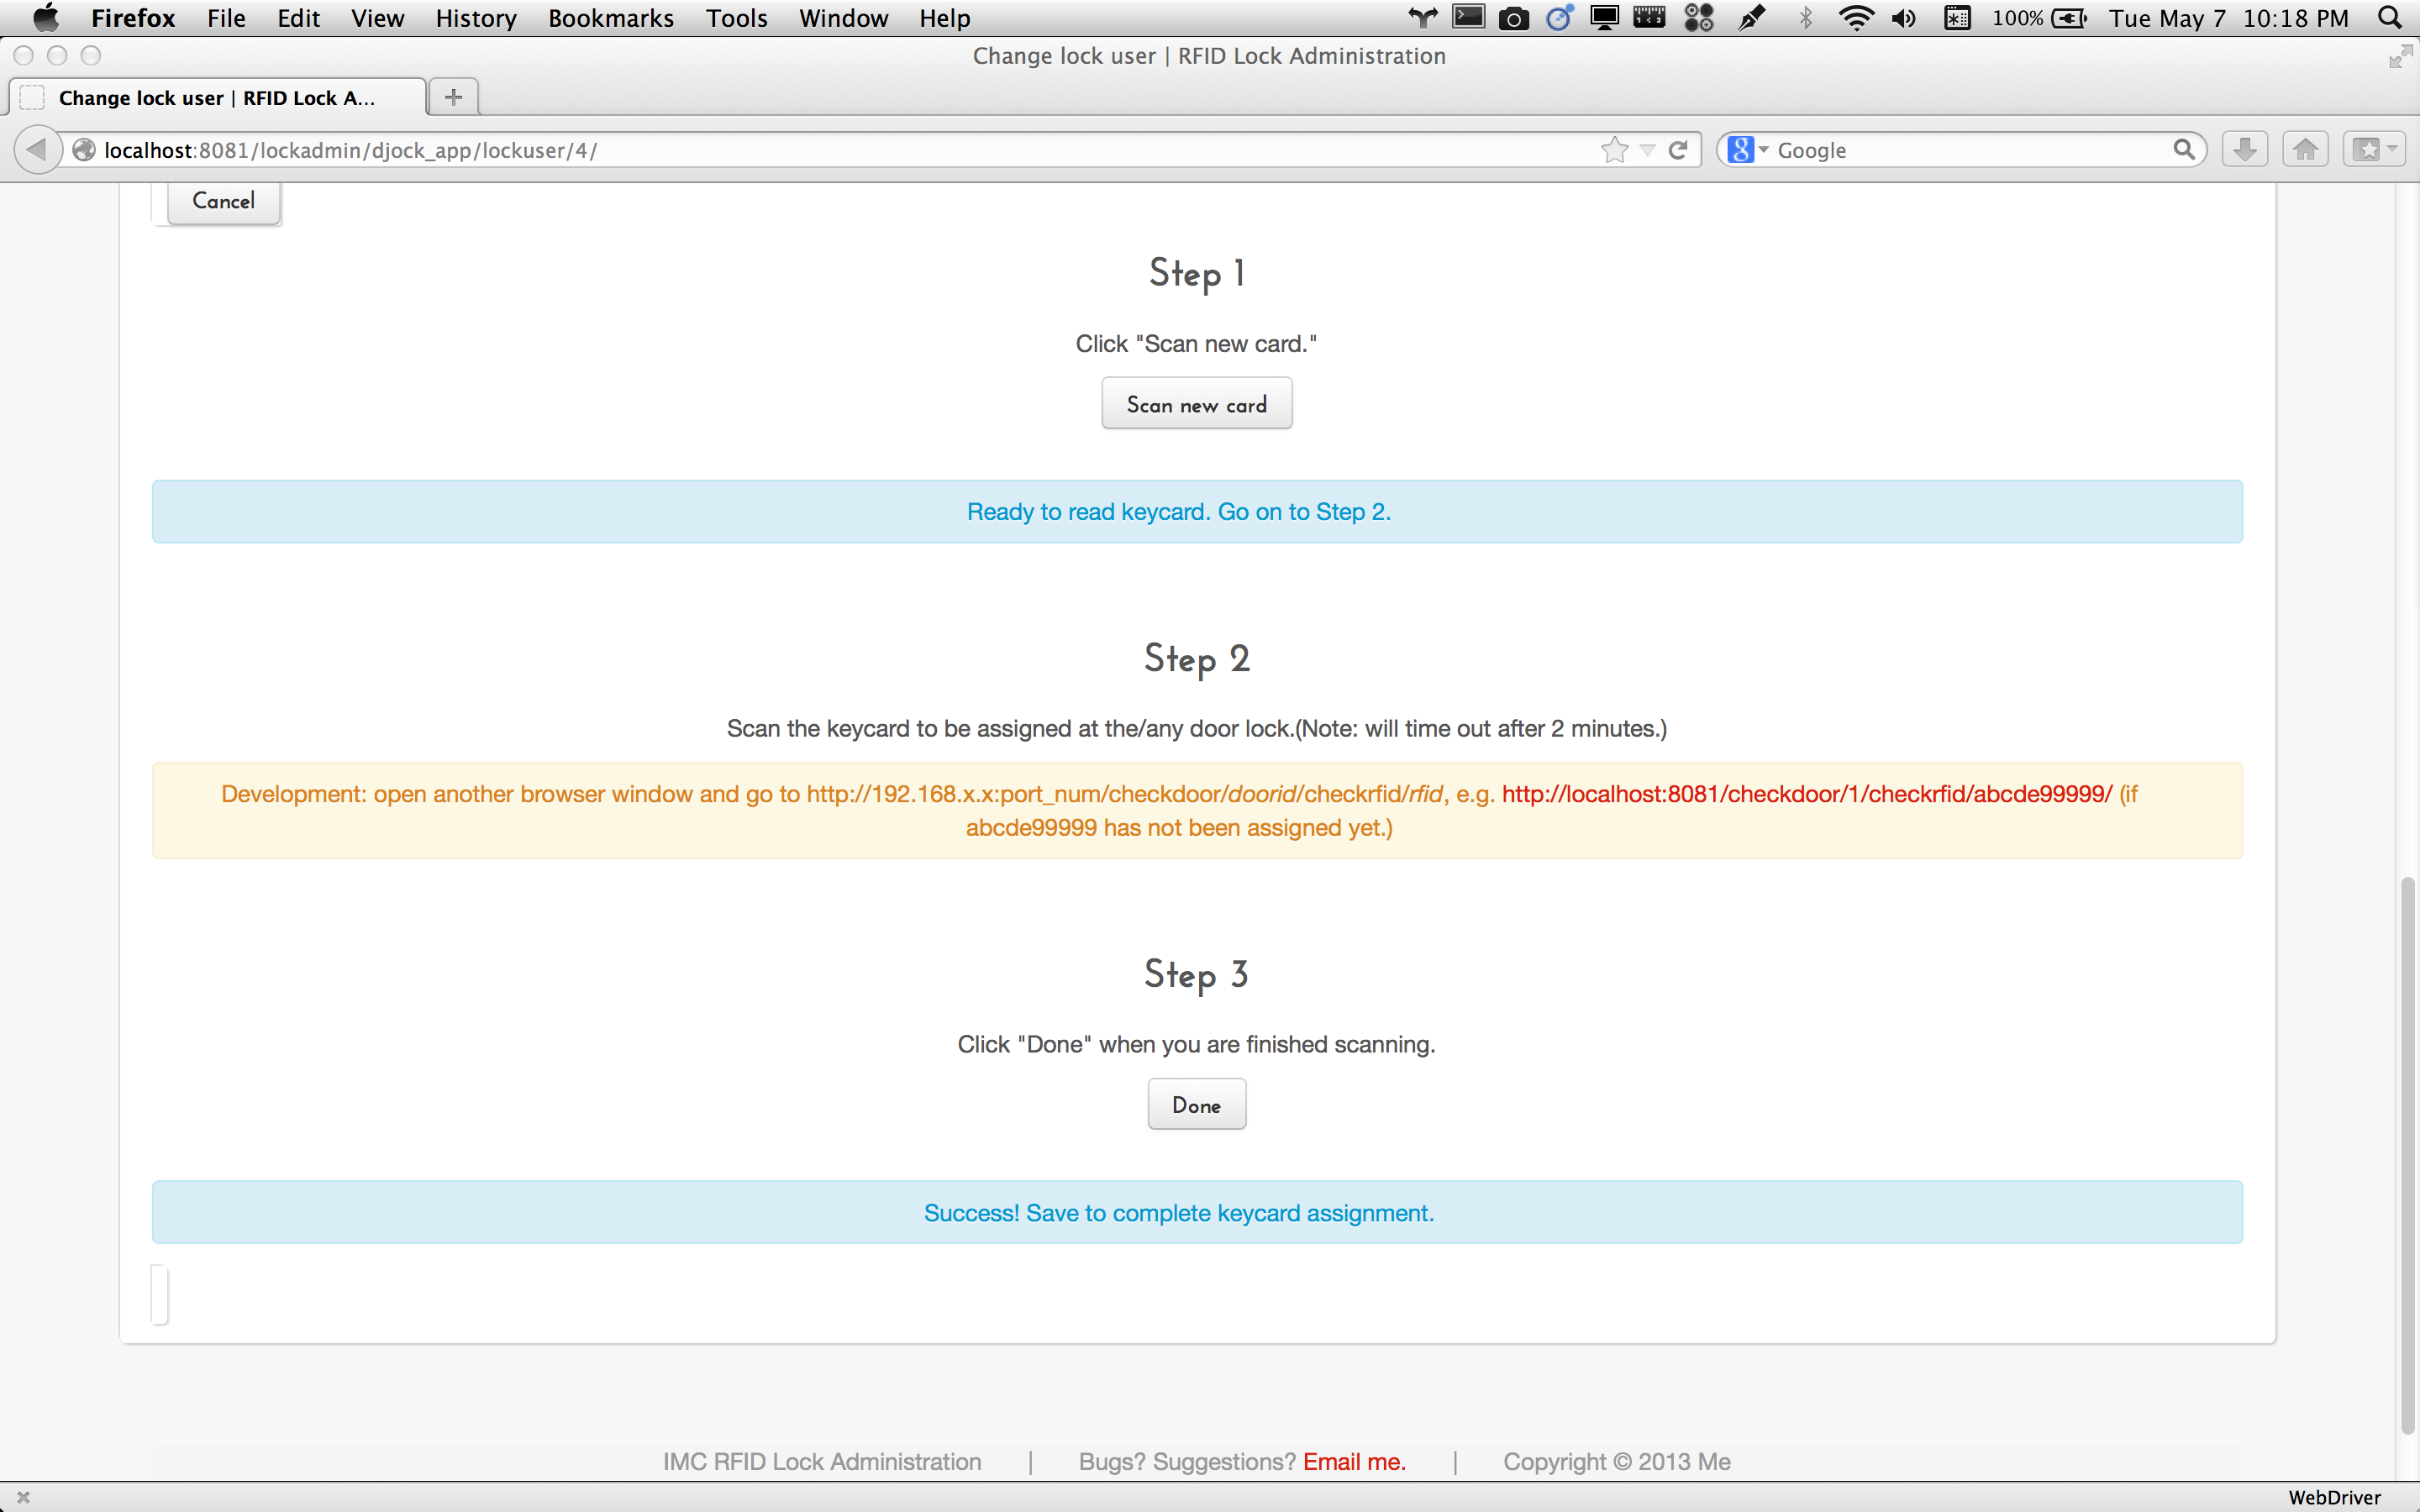 Firefox File Edit View History Bookmarks Tools Window Help 100% Tue May 7 10:18 PM
Change lock user | RFID Lock Administration
Change lock user | RFID Lock A... +
localhost:8081/lockadmin/djock_app/lockuser/4/ Google
Cancel
Step 1
Click "Scan new card."
Scan new card
Ready to read keycard. Go on to Step 2.
Step 2
Scan the keycard to be assigned at the/any door lock.(Note: will time out after 2 minutes.)
Development: open another browser window and go to http://192.168.x.x:port_num/checkdoor/doorid/checkrfid/rfid, e.g. http://localhost:8081/checkdoor/1/checkrfid/abcde99999/ (if
abcde99999 has not been assigned yet.)
Step 3
Click "Done" when you are finished scanning.
Done
Success! Save to complete keycard assignment.
IMC RFID Lock Administration | Bugs? Suggestions? Email me. | Copyright © 2013 Me
WebDriver